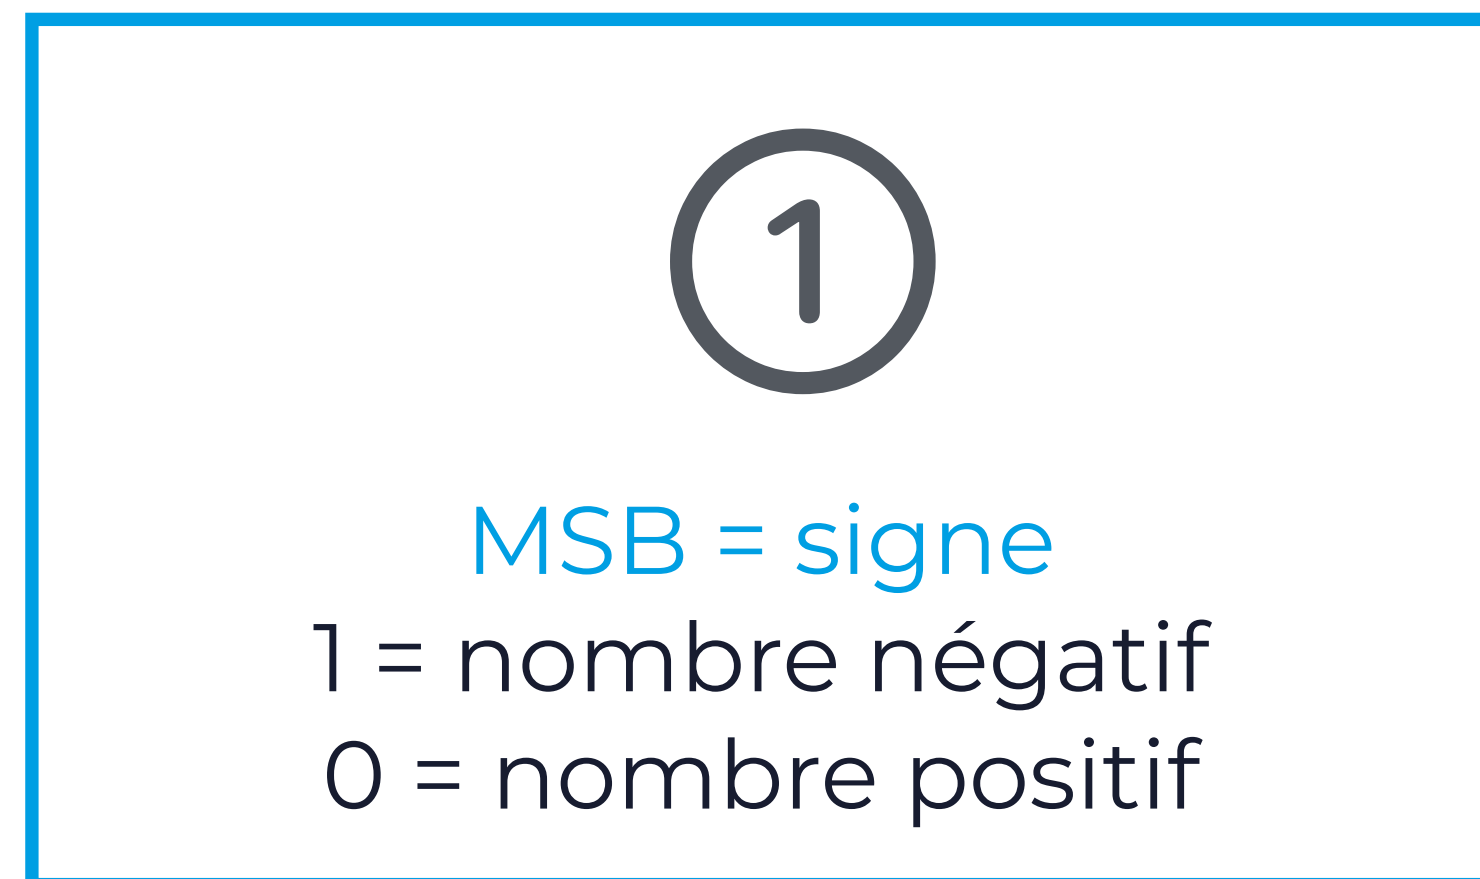 1
MSB = signe
1 = nombre négatif
0 = nombre positif